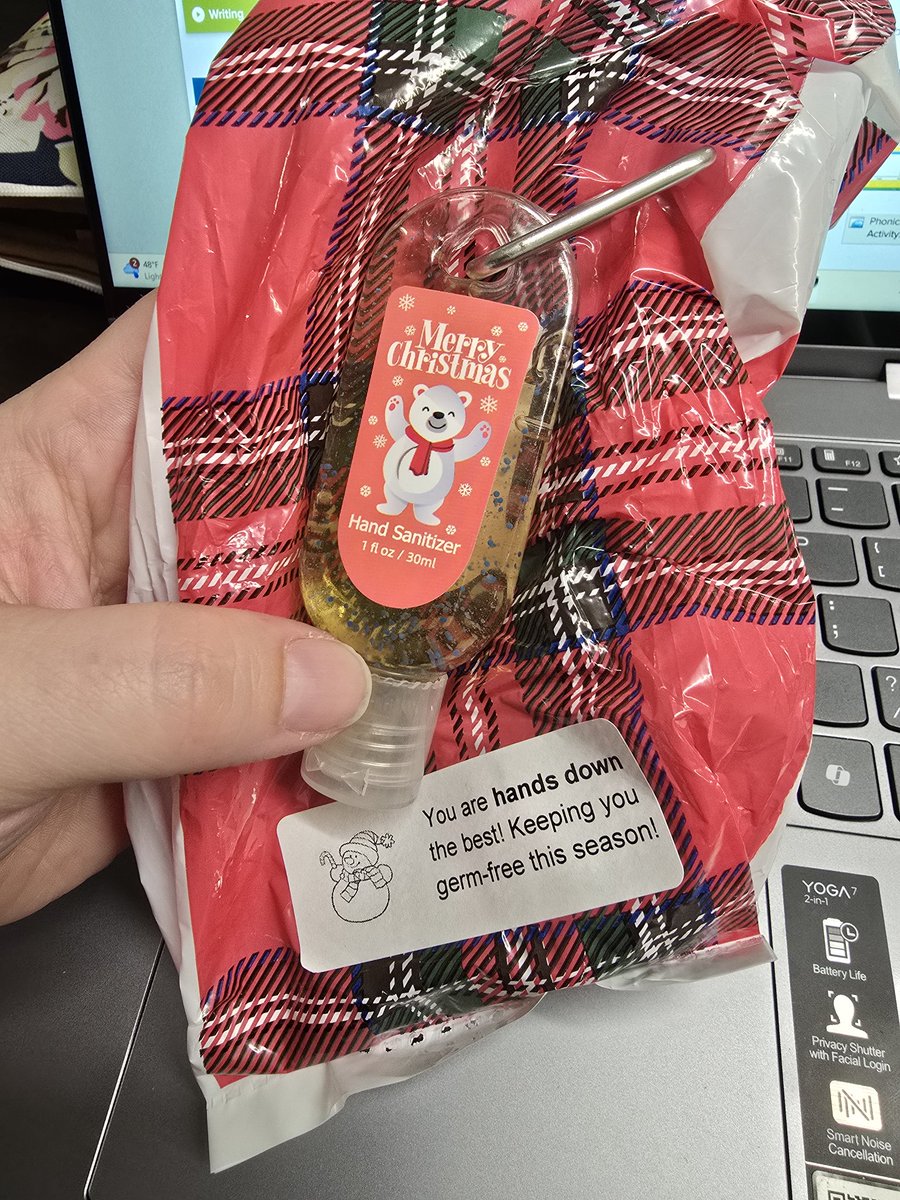 Writing
2
48°F
Phonic
Activity
Merry
Christmas
Hand Sanitizer
1 fl oz / 30ml
You are hands down
the best! Keeping you
germ-free this season!
F11
F12
YOGA 7
2-in-1
Battery Life
Privacy Shutter
with Facial Login
Smart Noise
Cancellation